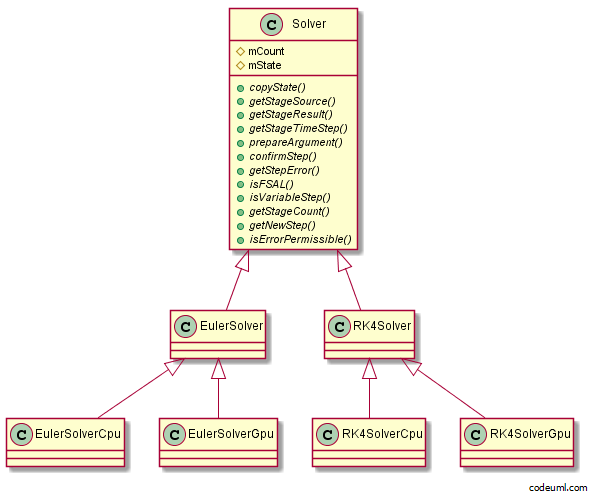 C Solver
mCount
mState
copyState()
getStageSource()
getStageResult()
getStageTimeStep()
prepareArgument()
confirmStep()
getStepError()
isFSAL()
isVariableStep()
getStageCount()
getNewStep()
isErrorPermissible()
C EulerSolver
C RK4Solver
C EulerSolverCpu
C EulerSolverGpu
C RK4SolverCpu
C RK4SolverGpu
codeuml.com